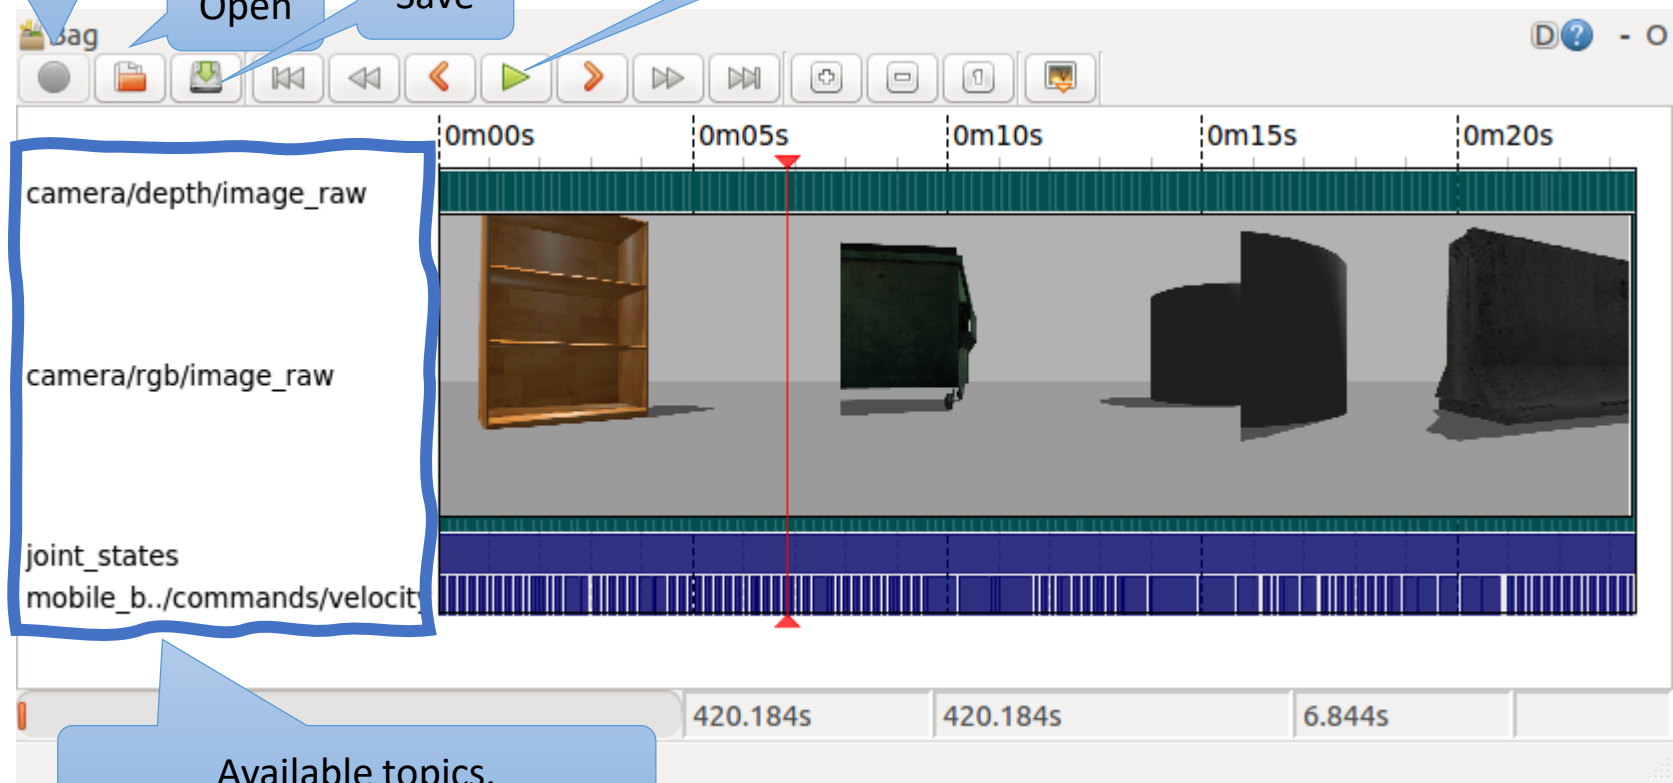 Open
Save
Bag
D ? - O
0m00s 0m05s 0m10s 0m15s 0m20s
camera/depth/image_raw
camera/rgb/image_raw
joint_states
mobile_b../commands/velocity
420.184s 420.184s 6.844s
Available topics.